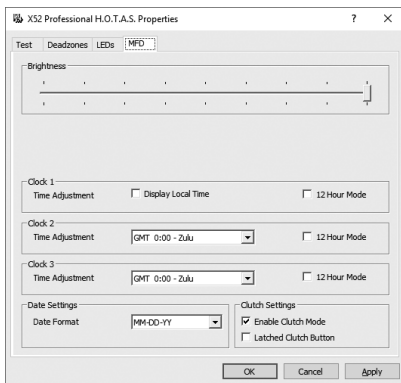 X52 Professional H.O.T.A.S. Properties ? X
Test Deadzones LEDs MFD
Brightness
Clock 1
Time Adjustment Display Local Time 12 Hour Mode
Clock 2
Time Adjustment GMT 0:00 - Zulu 12 Hour Mode
Clock 3
Time Adjustment GMT 0:00 - Zulu 12 Hour Mode
Date Settings Clutch Settings
Date Format MM-DD-YY Enable Clutch Mode
Latched Clutch Button
OK Cancel Apply